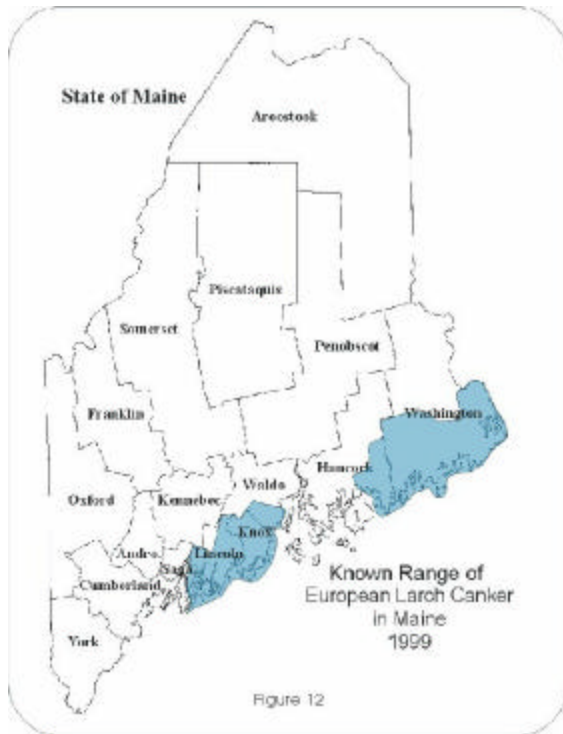 State of Maine
Aroostook
Piscataquis
Somerset
Penobscot
Franklin
Washington
Hancock
Waldo
Oxford
Kennebec
Knox
Andro.
Lincoln
Saga.
Cumberland
York
Known Range of
European Larch Canker
in Maine
1999
Figure 12